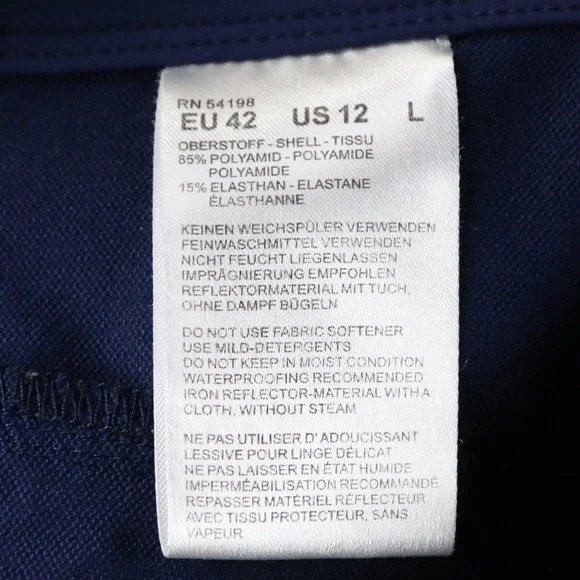 RN 54198
EU 42 US 12 L
OBERSTOFF - SHELL - TISSU
85% POLYAMID - POLYAMIDE
POLYAMIDE
15% ELASTHAN - ELASTANE
ÉLASTHANNE
KEINEN WEICHSPÜLER VERWENDEN
FEINWASCHMITTEL VERWENDEN
NICHT FEUCHT LIEGENLASSEN
IMPRÄGNIERUNG EMPFOHLEN
REFLEKTORMATERIAL MIT TUCH,
OHNE DAMPF BÜGELN
DO NOT USE FABRIC SOFTENER
USE MILD-DETERGENTS
DO NOT KEEP IN MOIST CONDITION
WATERPROOFING RECOMMENDED
IRON REFLECTOR-MATERIAL WITH A
CLOTH, WITHOUT STEAM
NE PAS UTILISER D'ADOUCISSANT
LESSIVE POUR LINGE DÉLICAT
NE PAS LAISSER EN ÉTAT HUMIDE
IMPERMÉABILISATION RECOMMANDÉ
REPASSER MATÉRIEL RÉFLECTEUR
AVEC TISSU PROTECTEUR, SANS
VAPEUR